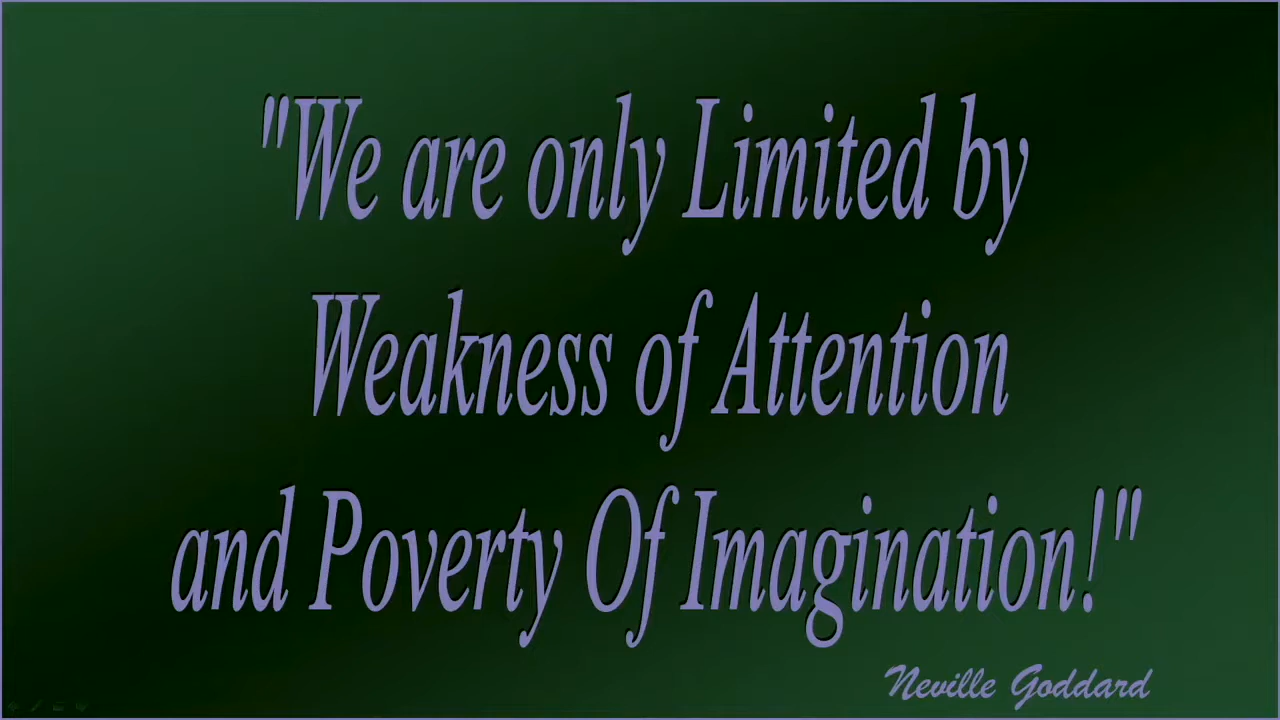 "We are only Limited by
Weakness of Attention
and Poverty Of Imagination!"
Neville Goddard